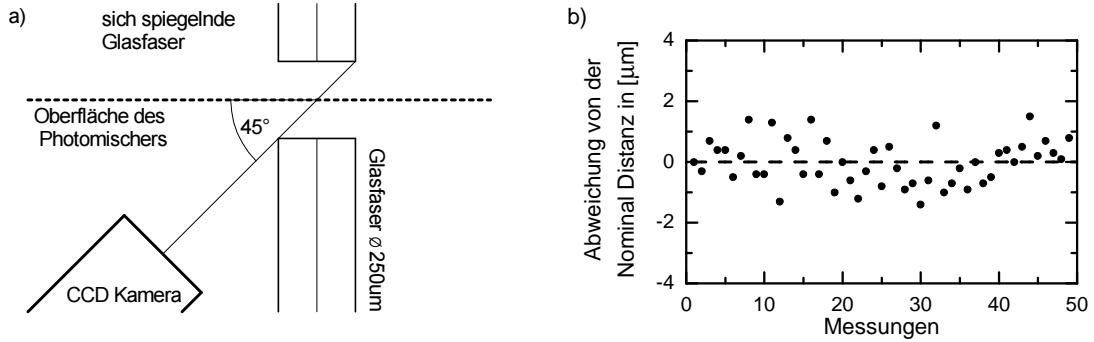 a)
sich spiegelnde
Glasfaser
Oberfläche des
Photomischers
45°
Glasfaser ⌀ 250um
CCD Kamera
b)
Abweichung von der
Nominal Distanz in [µm]
4
2
0
-2
-4
0 10 20 30 40 50
Messungen